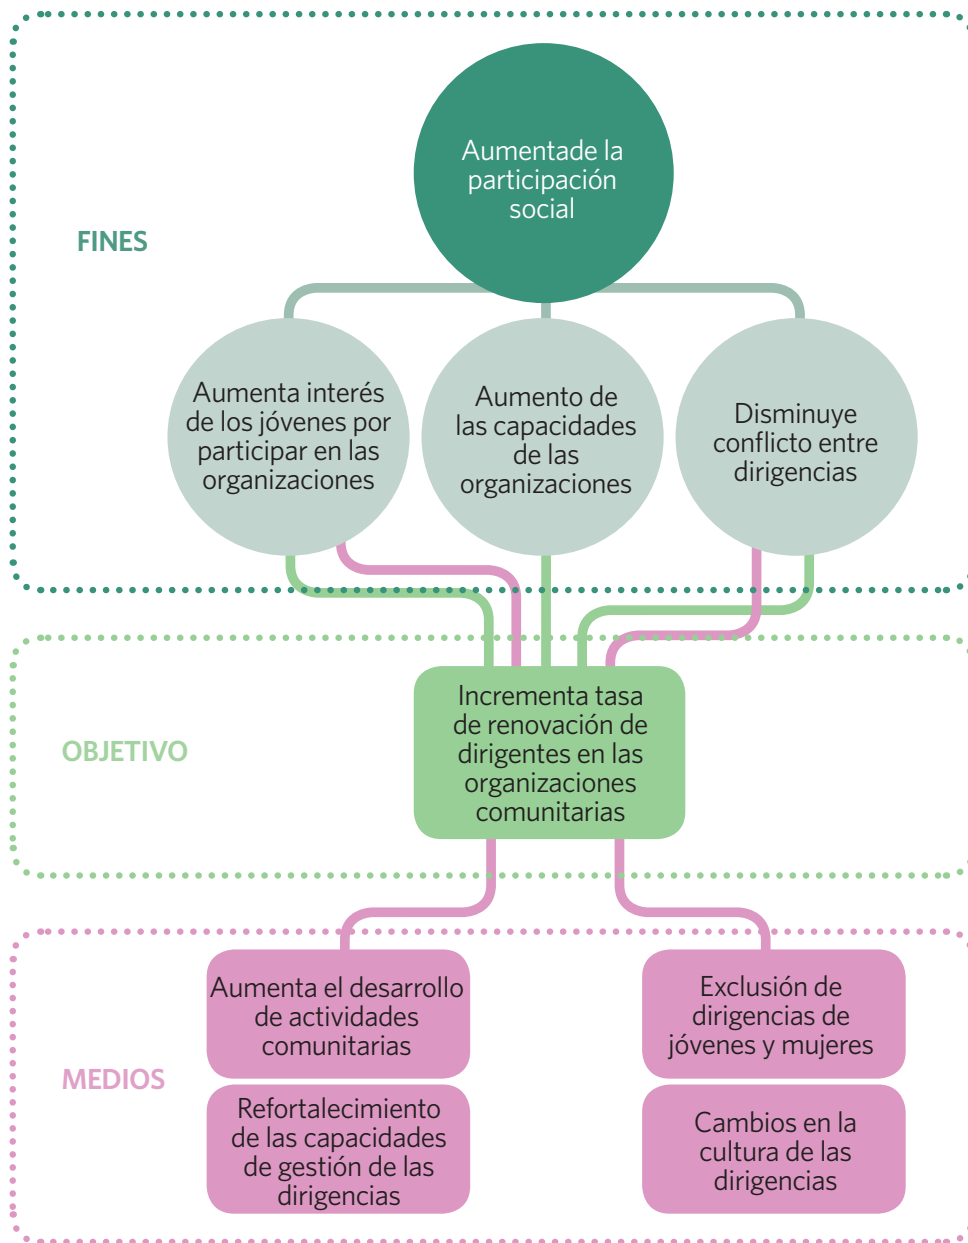 Aumentade la
participación
social
FINES
Aumenta interés
de los jóvenes por
participar en las
organizaciones
Aumento de
las capacidades
de las
organizaciones
Disminuye
conflicto entre
dirigencias
OBJETIVO
Incrementa tasa
de renovación de
dirigentes en las
organizaciones
comunitarias
MEDIOS
Aumenta el desarrollo
de actividades
comunitarias
Exclusión de
dirigencias de
jóvenes y mujeres
Refortalecimiento
de las capacidades
de gestión de las
dirigencias
Cambios en la
cultura de las
dirigencias